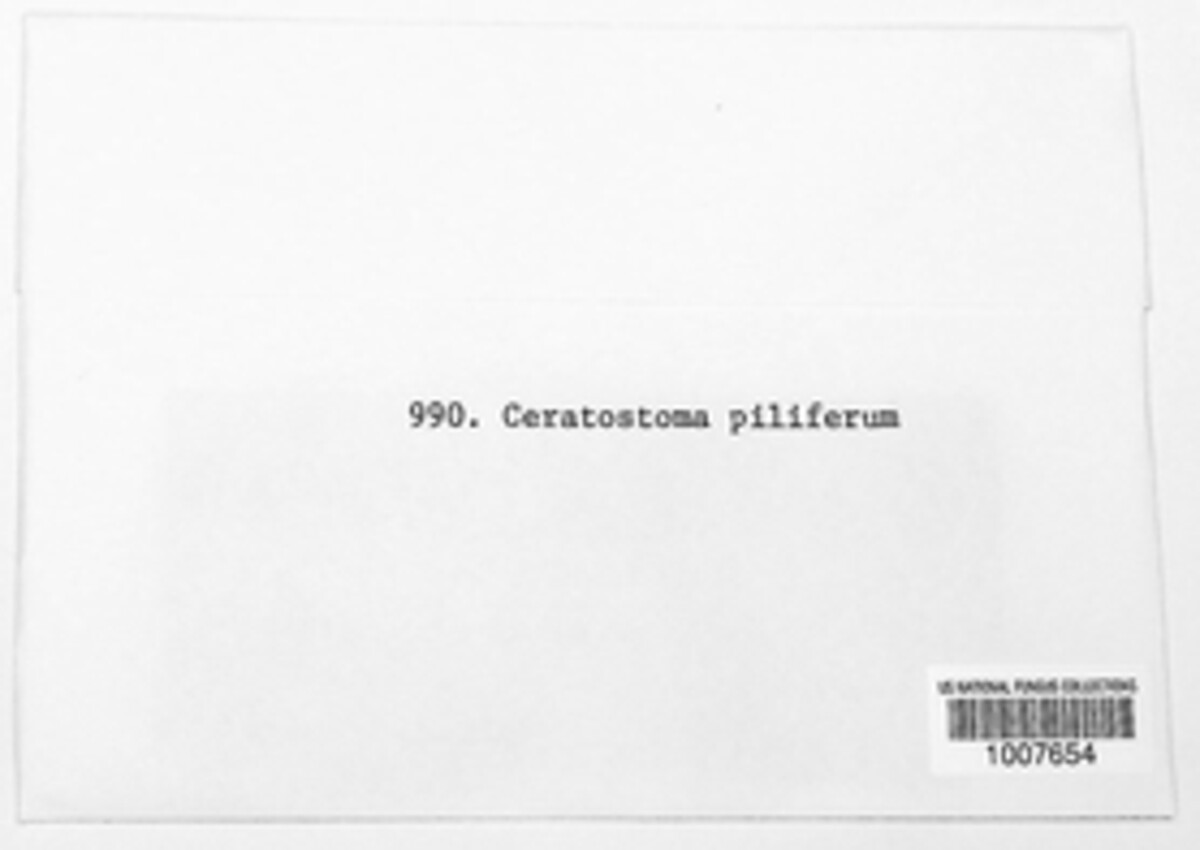 990. Ceratostoma piliferum
US NATIONAL FUNGUS COLLECTIONS
1007654